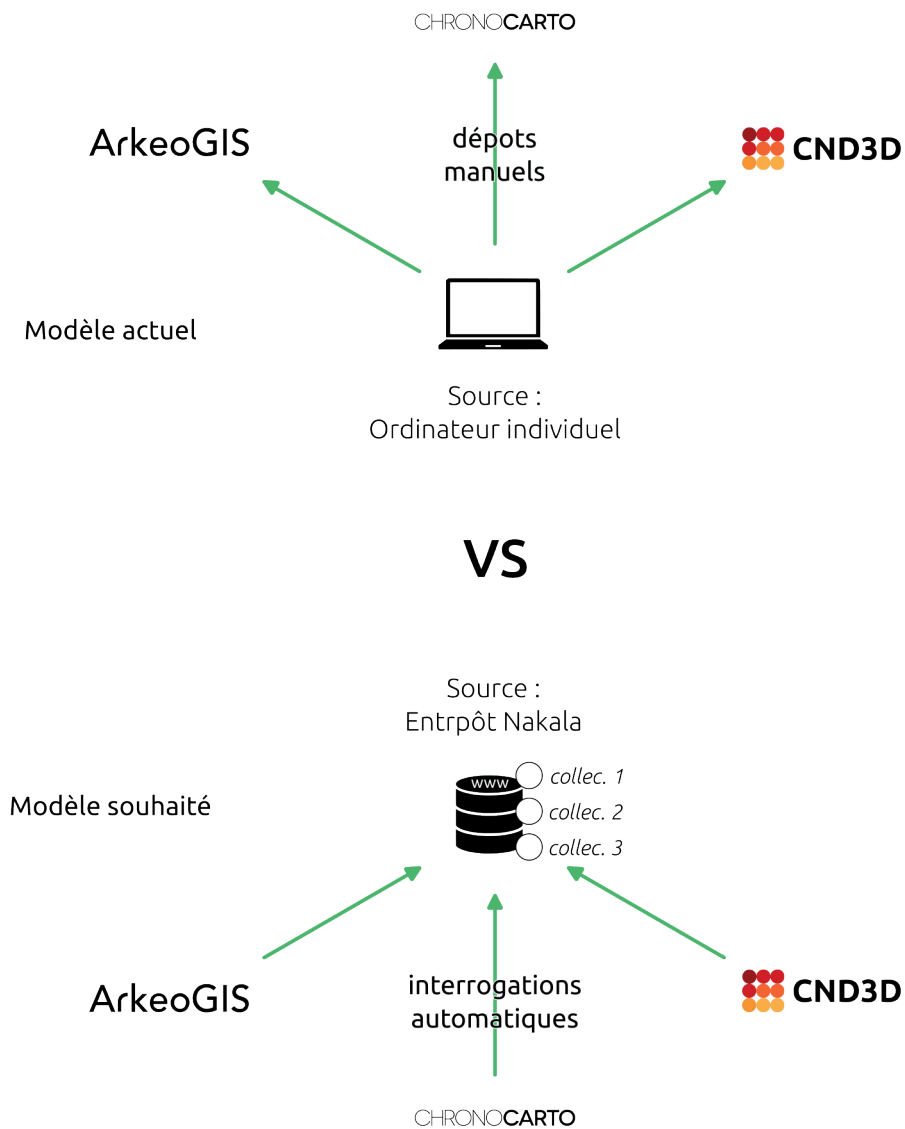 CHRONOCARTO
ArkeoGIS
dépots
manuels
CND3D
Modèle actuel
Source :
Ordinateur individuel
VS
Source :
Entrpôt Nakala
www
collec. 1
Modèle souhaité
collec. 2
collec. 3
ArkeoGIS
interrogations
automatiques
CND3D
CHRONOCARTO